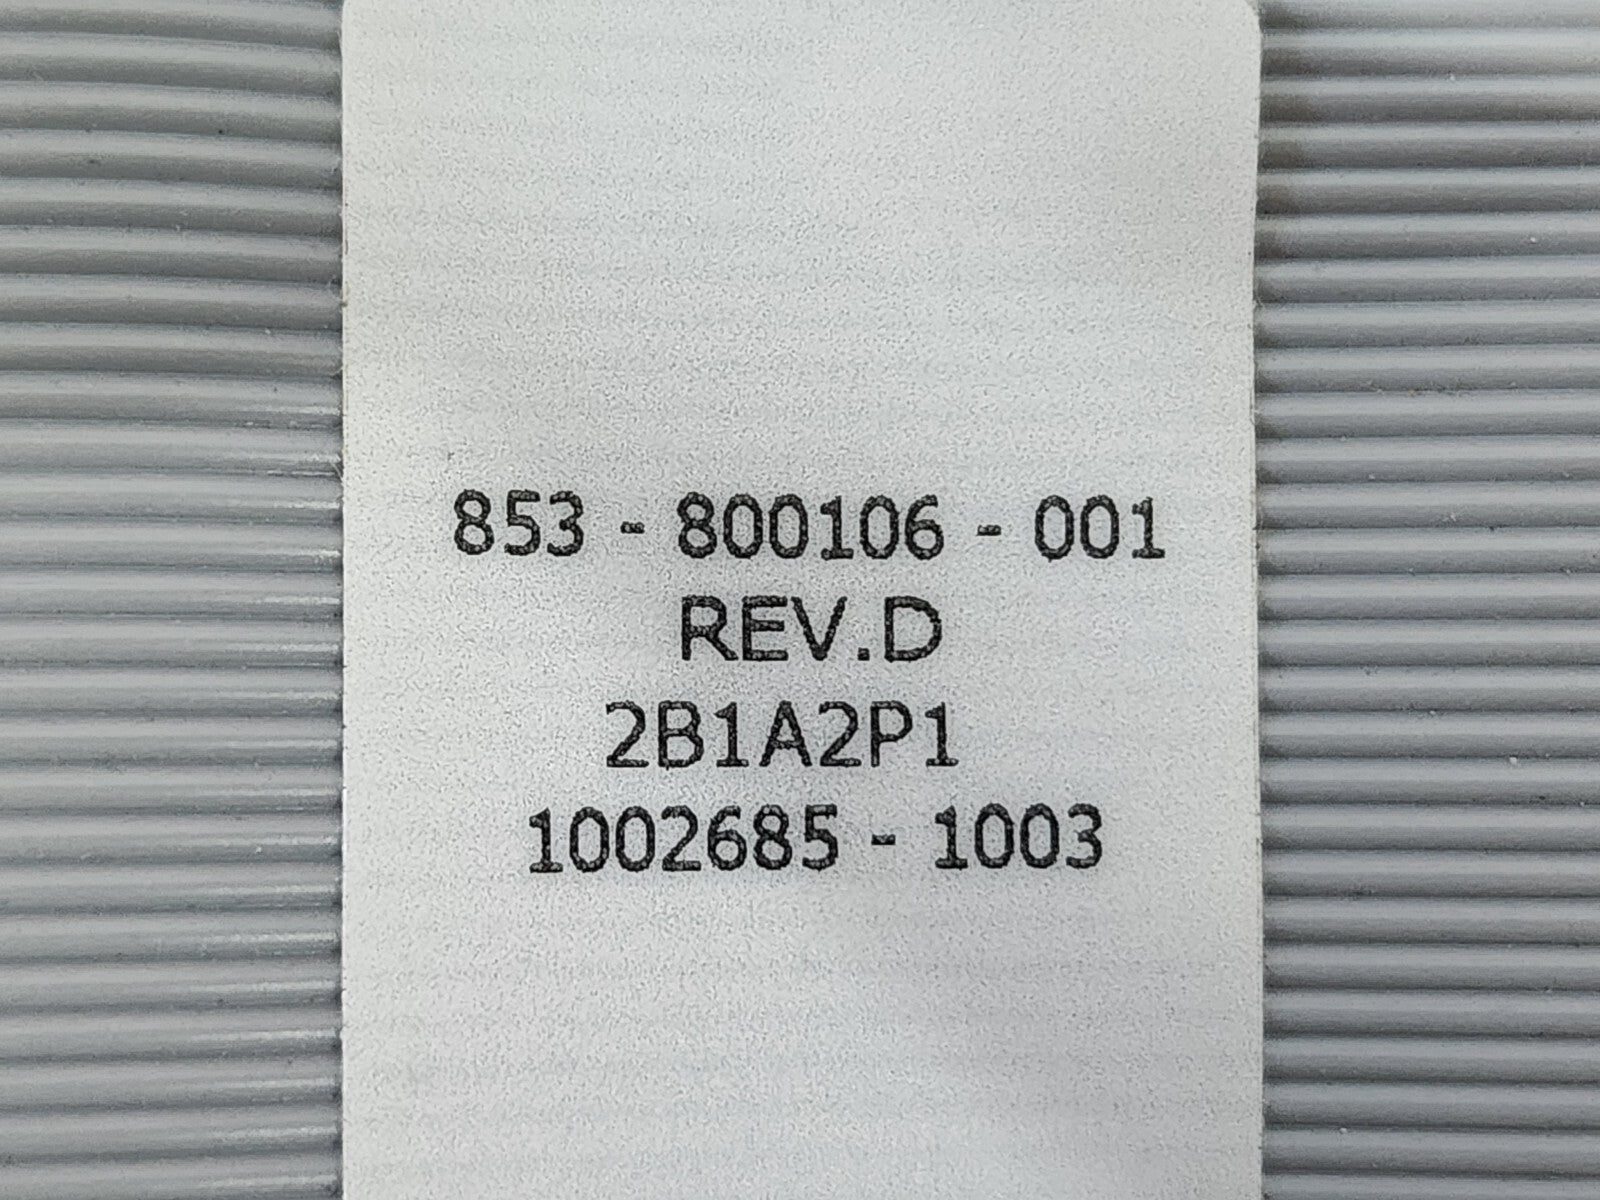 853 - 800106 - 001
REV.D
2B1A2P1
1002685 - 1003